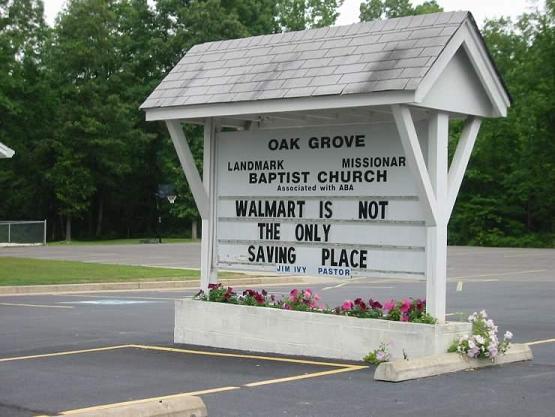 OAK GROVE
LANDMARK MISSIONAR
BAPTIST CHURCH
Associated with ABA
WALMART IS NOT
THE ONLY
SAVING PLACE
JIM IVY PASTOR